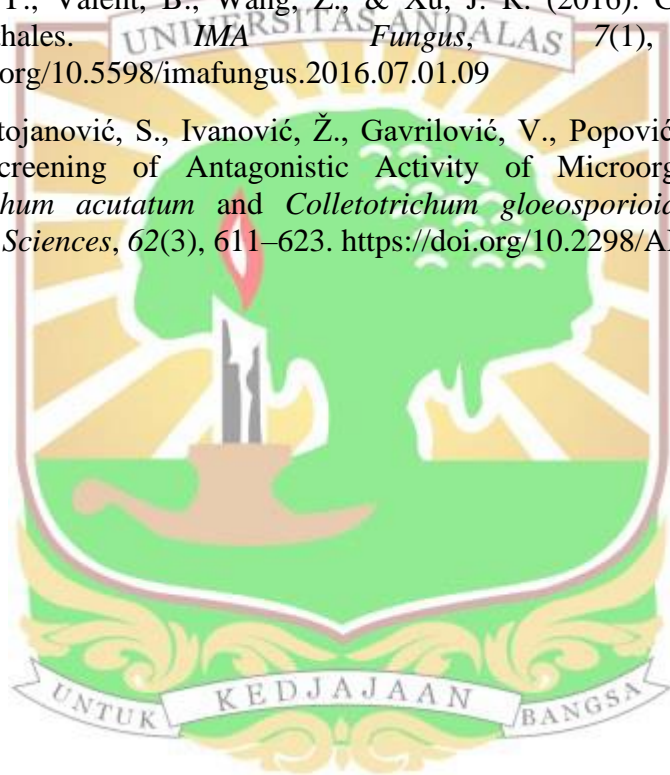 T., Valent, B., Wang, Z., & Xu, J.-R. (2016). C
UNIVERSITAS ANDALAS
thales. IMA Fungus, 7(1),
org/10.5598/imafungus.2016.07.01.09
tojanović, S., Ivanović, Ž., Gavrilović, V., Popović
creening of Antagonistic Activity of Microorg
hum acutatum and Colletotrichum gloeosporioid
Sciences, 62(3), 611–623. https://doi.org/10.2298/A
UNTUK KEDJAJAAN BANGSA